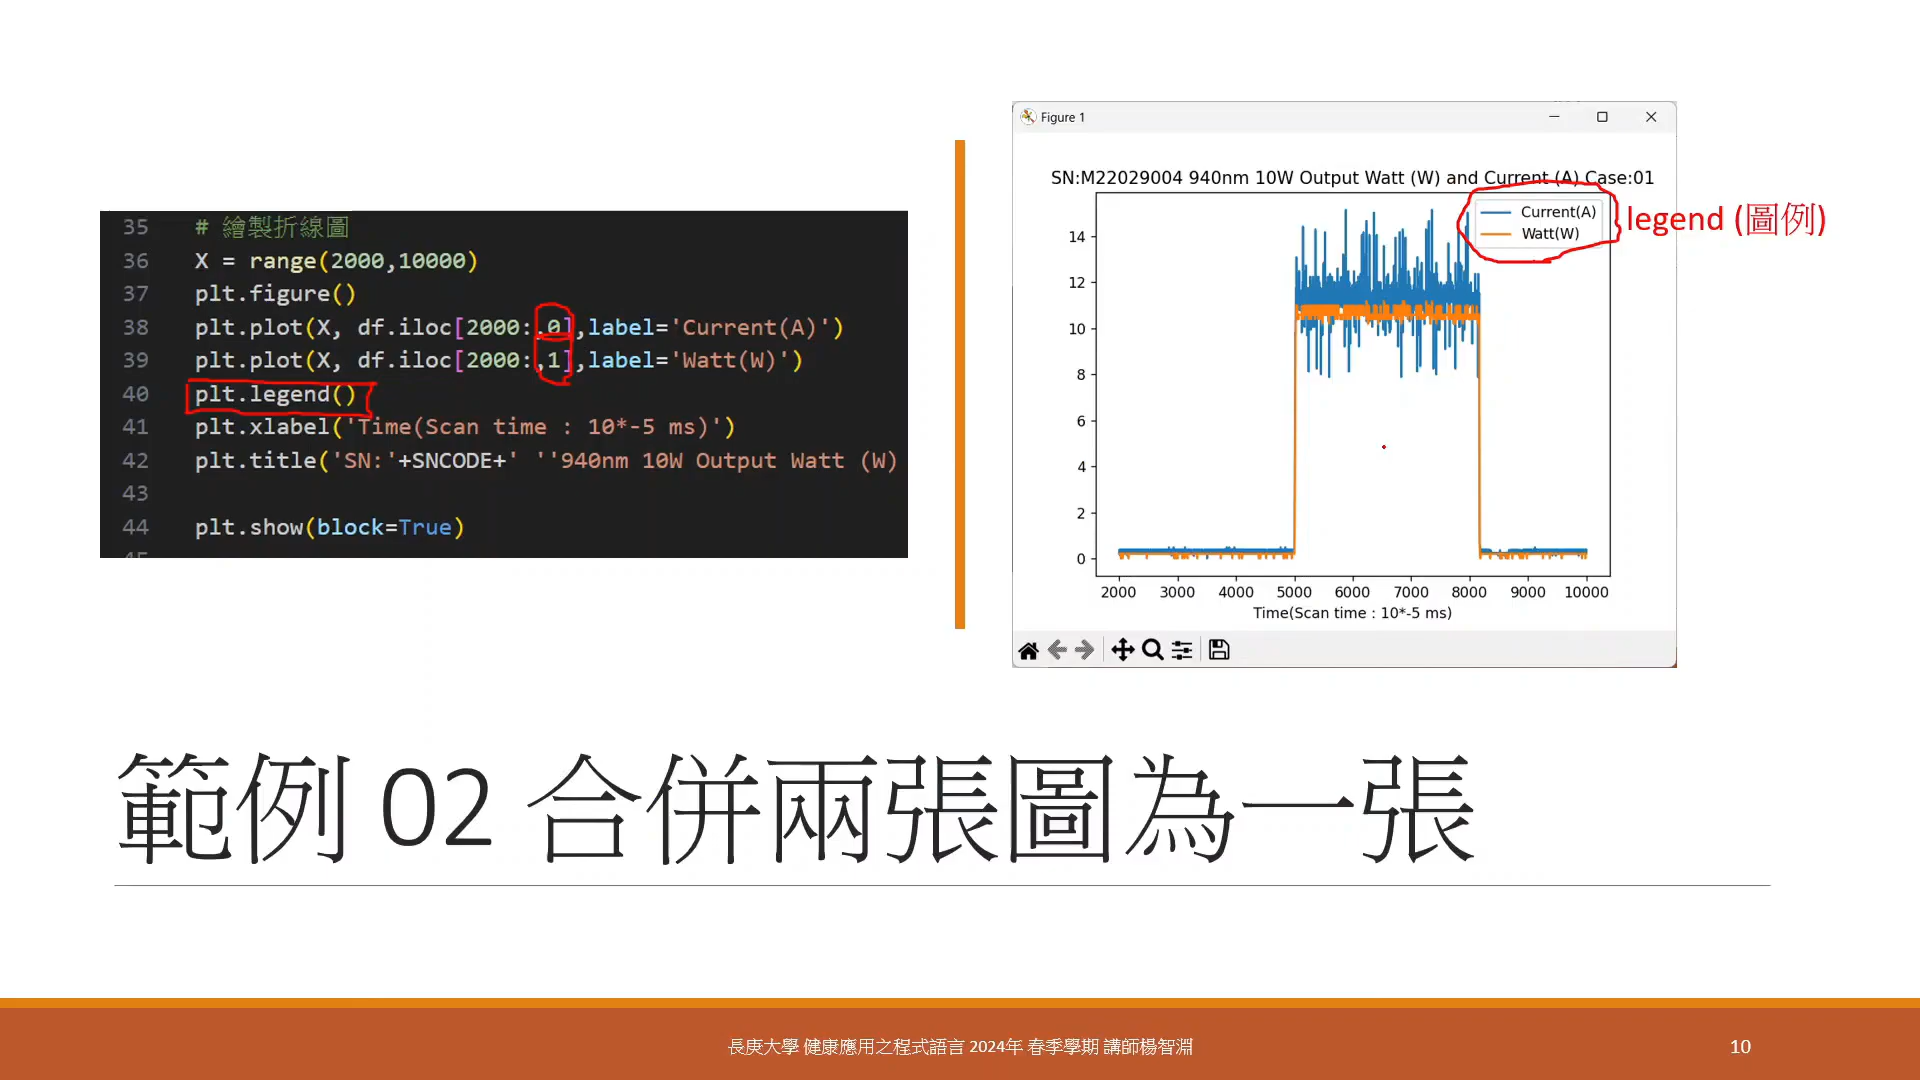 35 # 繪製折線圖
36 X = range(2000,10000)
37 plt.figure()
38 plt.plot(X, df.iloc[2000:,0],label='Current(A)')
39 plt.plot(X, df.iloc[2000:,1],label='Watt(W)')
40 plt.legend()
41 plt.xlabel('Time(Scan time : 10*-5 ms)')
42 plt.title('SN:'+SNCODE+' ''940nm 10W Output Watt (W)
43
44 plt.show(block=True)
Figure 1
SN:M22029004 940nm 10W Output Watt (W) and Current (A) Case:01
Current(A)
Watt(W)
legend (圖例)
14
12
10
8
6
4
2
0
2000 3000 4000 5000 6000 7000 8000 9000 10000
Time(Scan time : 10*-5 ms)
範例 02 合併兩張圖為一張
長庚大學 健康應用之程式語言 2024年 春季學期 講師楊智淵
10